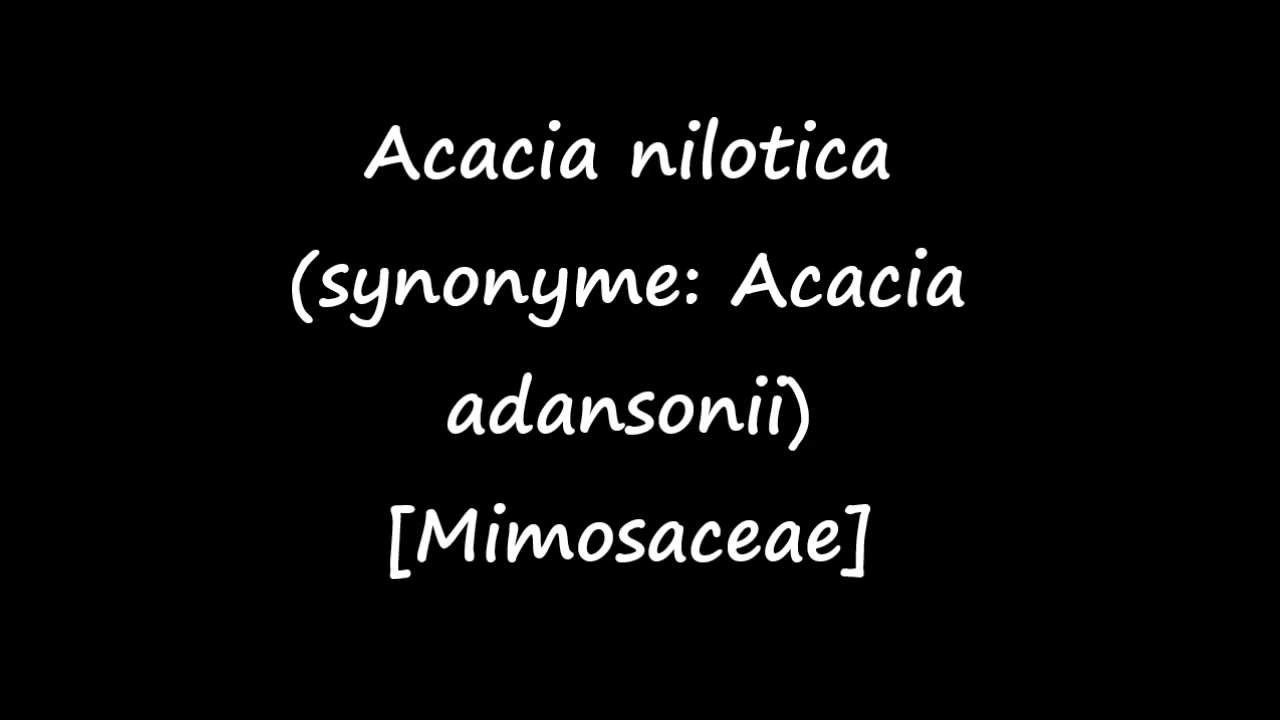 Acacia nilotica
(synonyme: Acacia
adansonii)
[Mimosaceae]